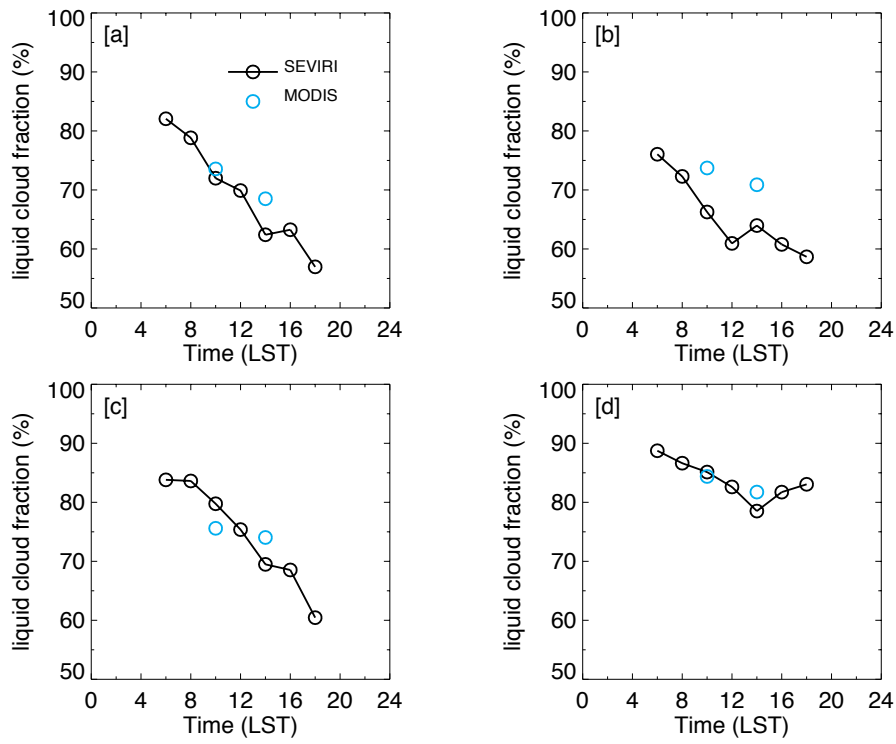 [a]
SEVIRI
MODIS
liquid cloud fraction (%)
100
90
80
70
60
50
0 4 8 12 16 20 24
Time (LST)
[b]
liquid cloud fraction (%)
100
90
80
70
60
50
0 4 8 12 16 20 24
Time (LST)
[c]
liquid cloud fraction (%)
100
90
80
70
60
50
0 4 8 12 16 20 24
Time (LST)
[d]
liquid cloud fraction (%)
100
90
80
70
60
50
0 4 8 12 16 20 24
Time (LST)